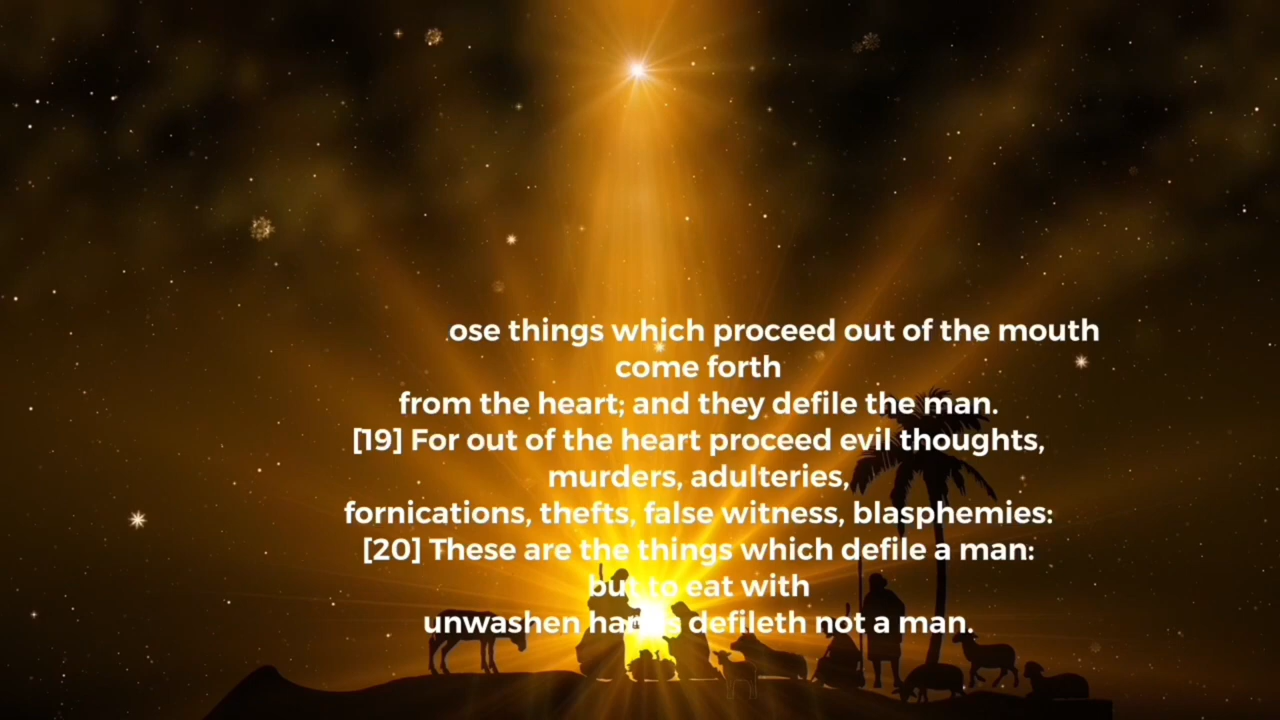 ose things which proceed out of the mouth
come forth
from the heart; and they defile the man.
[19] For out of the heart proceed evil thoughts,
murders, adulteries,
fornications, thefts, false witness, blasphemies:
[20] These are the things which defile a man:
but to eat with
unwashen hands defileth not a man.